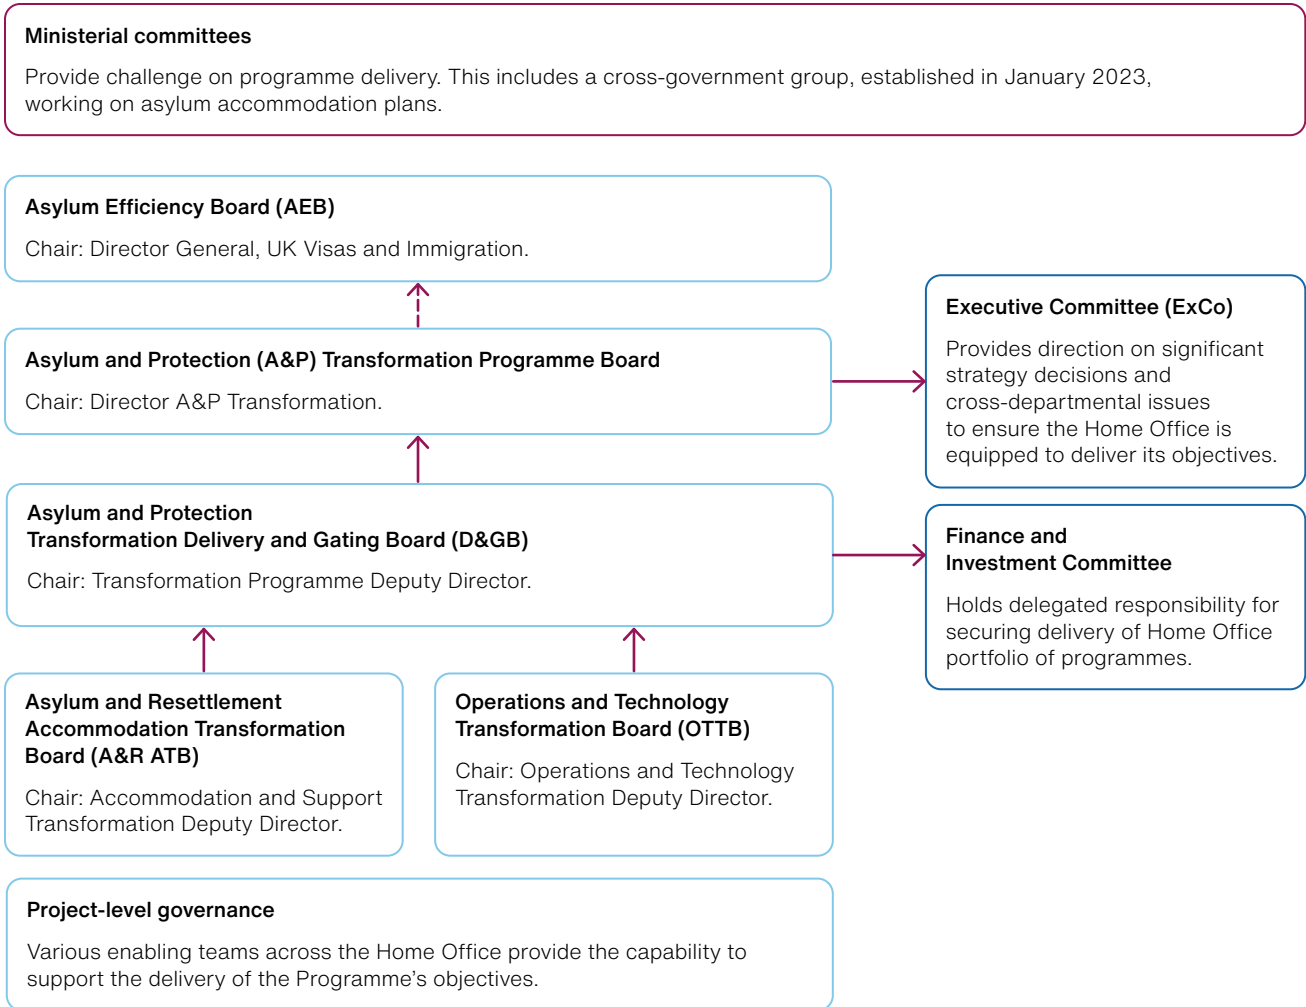 Ministerial committees
Provide challenge on programme delivery. This includes a cross-government group, established in January 2023,
working on asylum accommodation plans.
Asylum Efficiency Board (AEB)
Chair: Director General, UK Visas and Immigration.
Asylum and Protection (A&P) Transformation Programme Board
Chair: Director A&P Transformation.
Executive Committee (ExCo)
Provides direction on significant
strategy decisions and
cross-departmental issues
to ensure the Home Office is
equipped to deliver its objectives.
Asylum and Protection
Transformation Delivery and Gating Board (D&GB)
Chair: Transformation Programme Deputy Director.
Finance and
Investment Committee
Holds delegated responsibility for
securing delivery of Home Office
portfolio of programmes.
Asylum and Resettlement
Accommodation Transformation
Board (A&R ATB)
Chair: Accommodation and Support
Transformation Deputy Director.
Operations and Technology
Transformation Board (OTTB)
Chair: Operations and Technology
Transformation Deputy Director.
Project-level governance
Various enabling teams across the Home Office provide the capability to
support the delivery of the Programme's objectives.